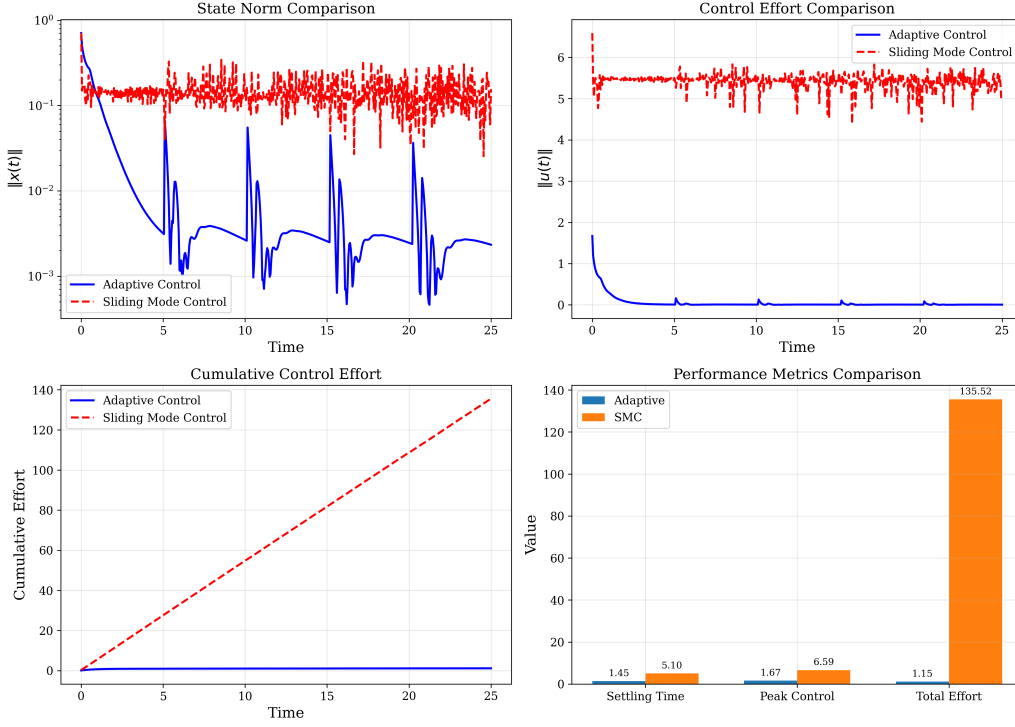 State Norm Comparison
10⁰
10⁻¹
10⁻²
10⁻³
‖x(t)‖
Adaptive Control
Sliding Mode Control
0 5 10 15 20 25
Time
Control Effort Comparison
6
5
4
3
2
1
0
‖u(t)‖
Adaptive Control
Sliding Mode Control
0 5 10 15 20 25
Time
Cumulative Control Effort
140
120
100
80
60
40
20
0
Cumulative Effort
Adaptive Control
Sliding Mode Control
0 5 10 15 20 25
Time
Performance Metrics Comparison
140
120
100
80
60
40
20
0
Value
Adaptive
SMC
1.45 5.10 1.67 6.59 1.15 135.52
Settling Time Peak Control Total Effort